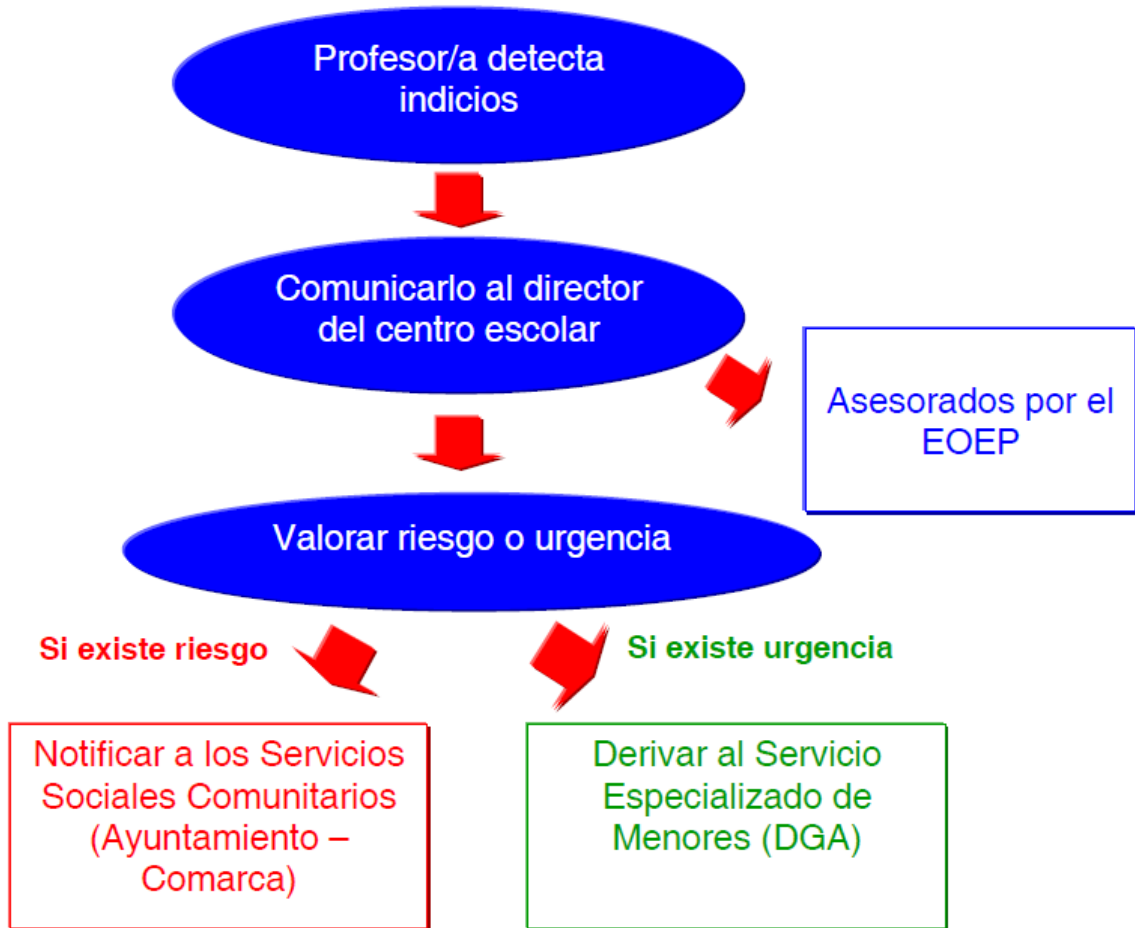 Profesor/a detecta
indicios
Comunicarlo al director
del centro escolar
Asesorados por el
EOEP
Valorar riesgo o urgencia
Si existe riesgo
Si existe urgencia
Notificar a los Servicios
Sociales Comunitarios
(Ayuntamiento –
Comarca)
Derivar al Servicio
Especializado de
Menores (DGA)